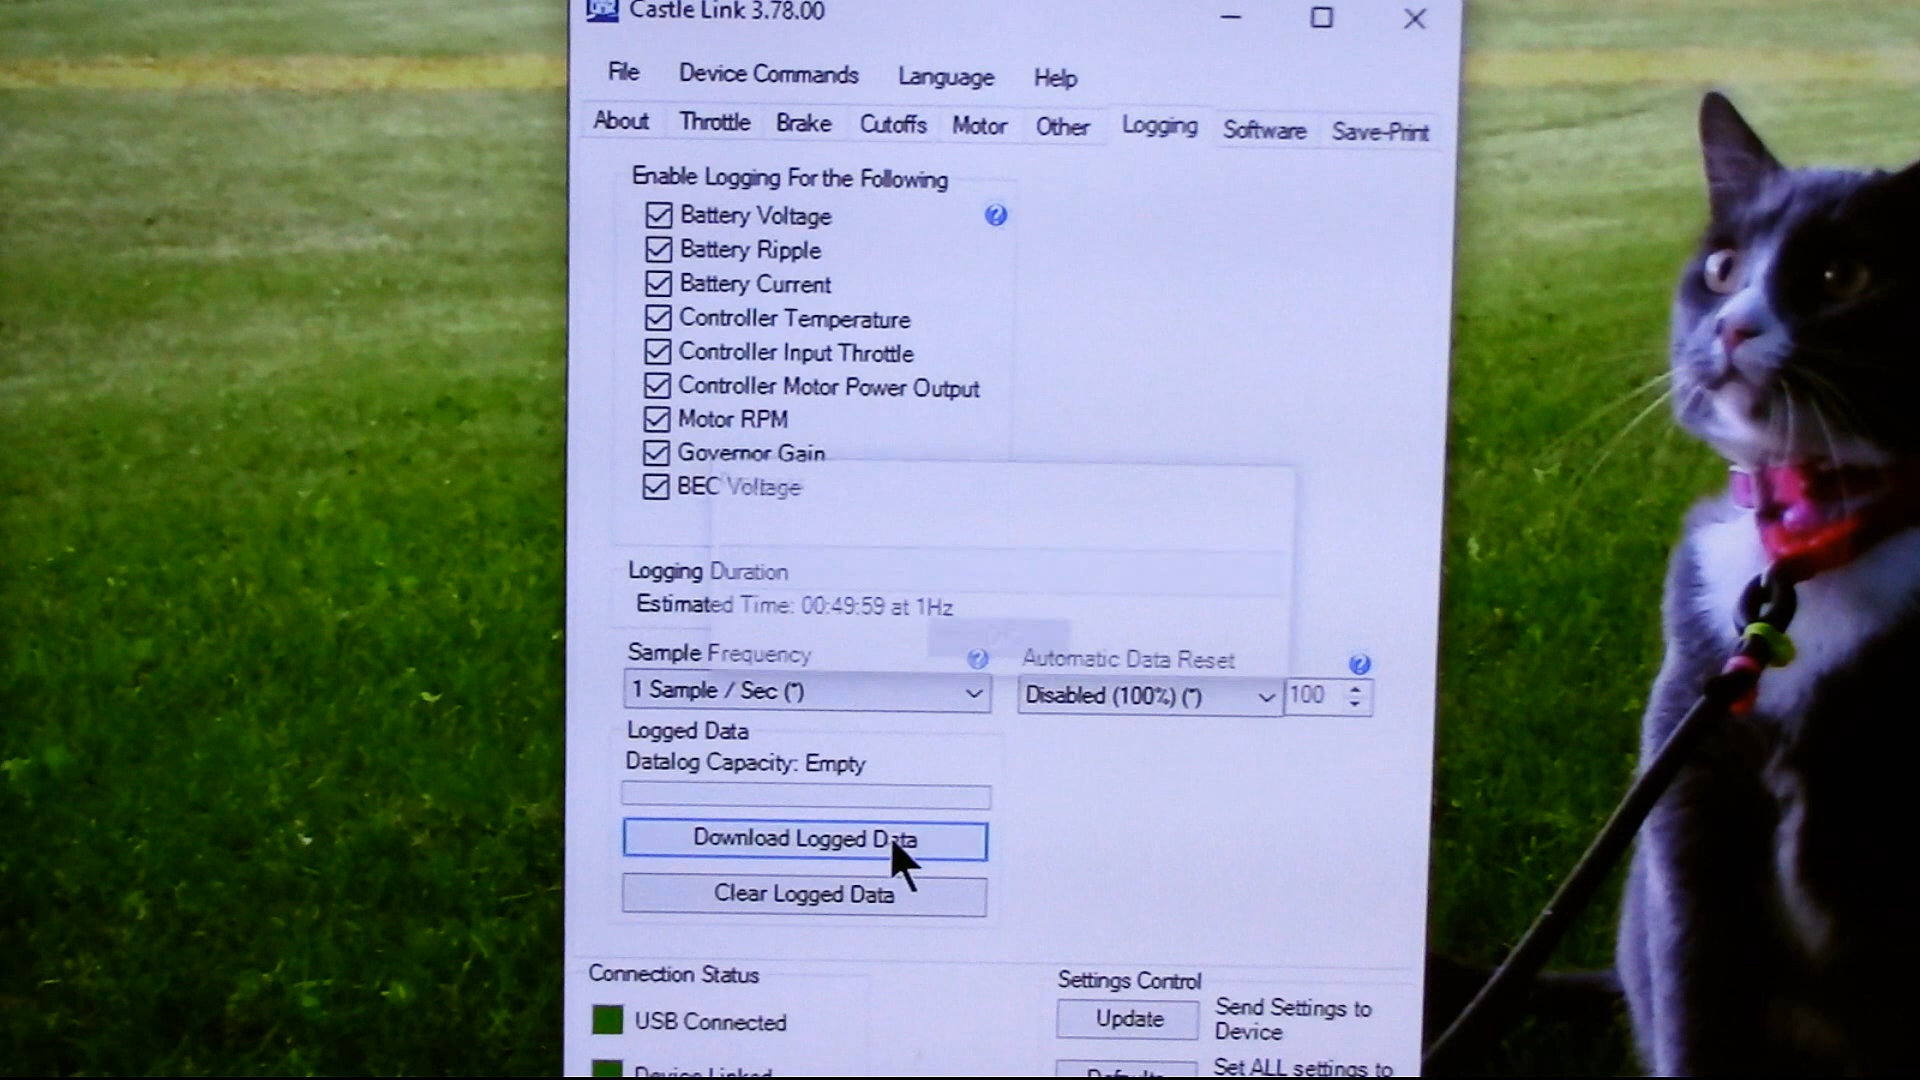 Castle Link 3.78.00
File Device Commands Language Help
About Throttle Brake Cutoffs Motor Other Logging Software Save-Print
Enable Logging For the Following
Battery Voltage
Battery Ripple
Battery Current
Controller Temperature
Controller Input Throttle
Controller Motor Power Output
Motor RPM
Governor Gain
BEC Voltage
Logging Duration
Estimated Time: 00:49:59 at 1Hz
Sample Frequency
Automatic Data Reset
1 Sample / Sec (*)
Disabled (100%) (*) 100
Logged Data
Datalog Capacity: Empty
Download Logged Data
Clear Logged Data
Connection Status
Settings Control
USB Connected
Update
Send Settings to
Device
Device Linked
Defaults
Set ALL settings to